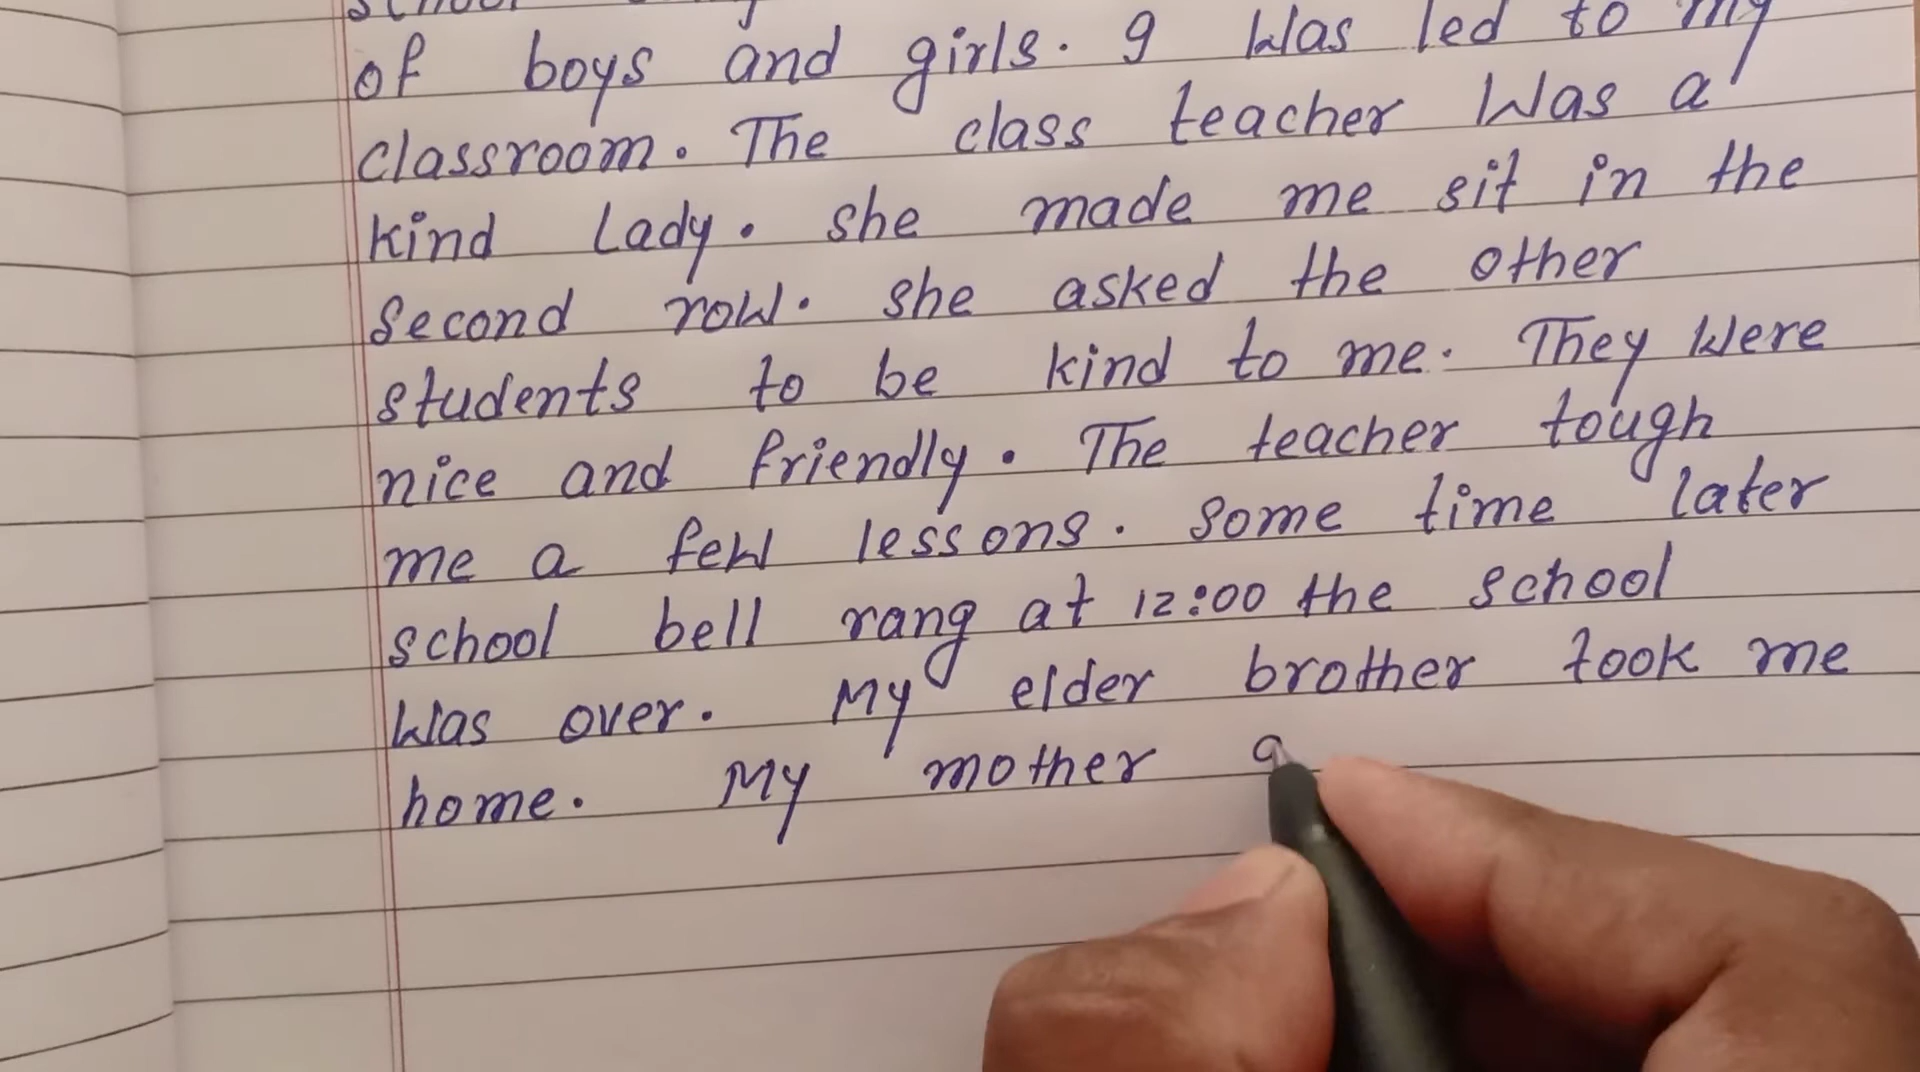 school
of boys and girls. I was led to my
classroom. The class teacher was a
kind lady. she made me sit in the
second row. she asked the other
students to be kind to me. They were
nice and friendly. The teacher tough
me a few lessons. some time later
school bell rang at 12:00 the school
was over. My elder brother took me
home. My mother